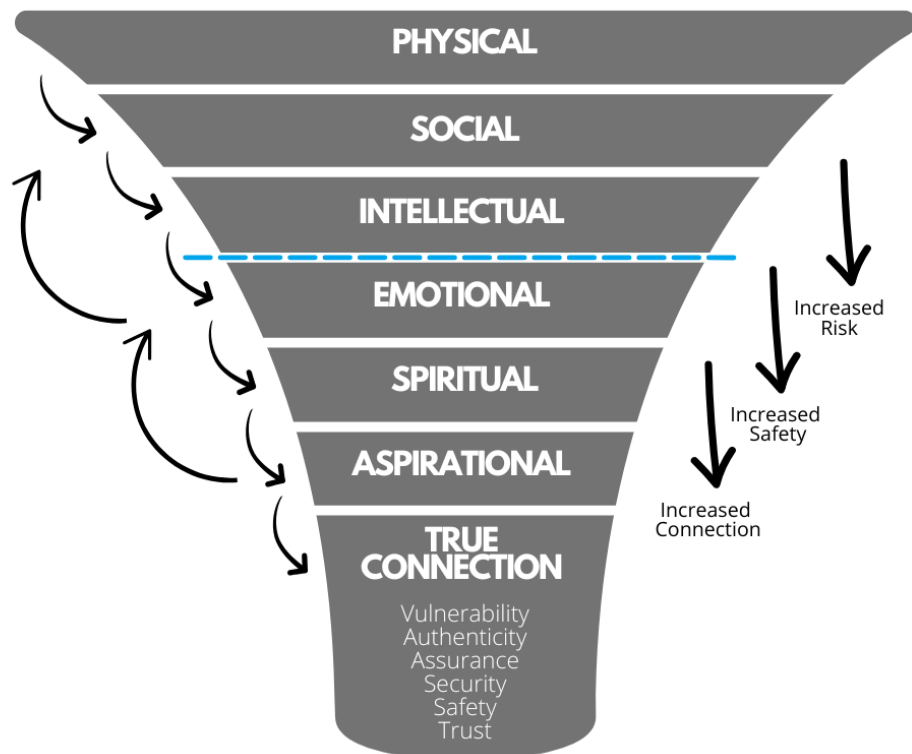 PHYSICAL
SOCIAL
INTELLECTUAL
EMOTIONAL
SPIRITUAL
ASPIRATIONAL
TRUE
CONNECTION
Vulnerability
Authenticity
Assurance
Security
Safety
Trust
Increased
Risk
Increased
Safety
Increased
Connection